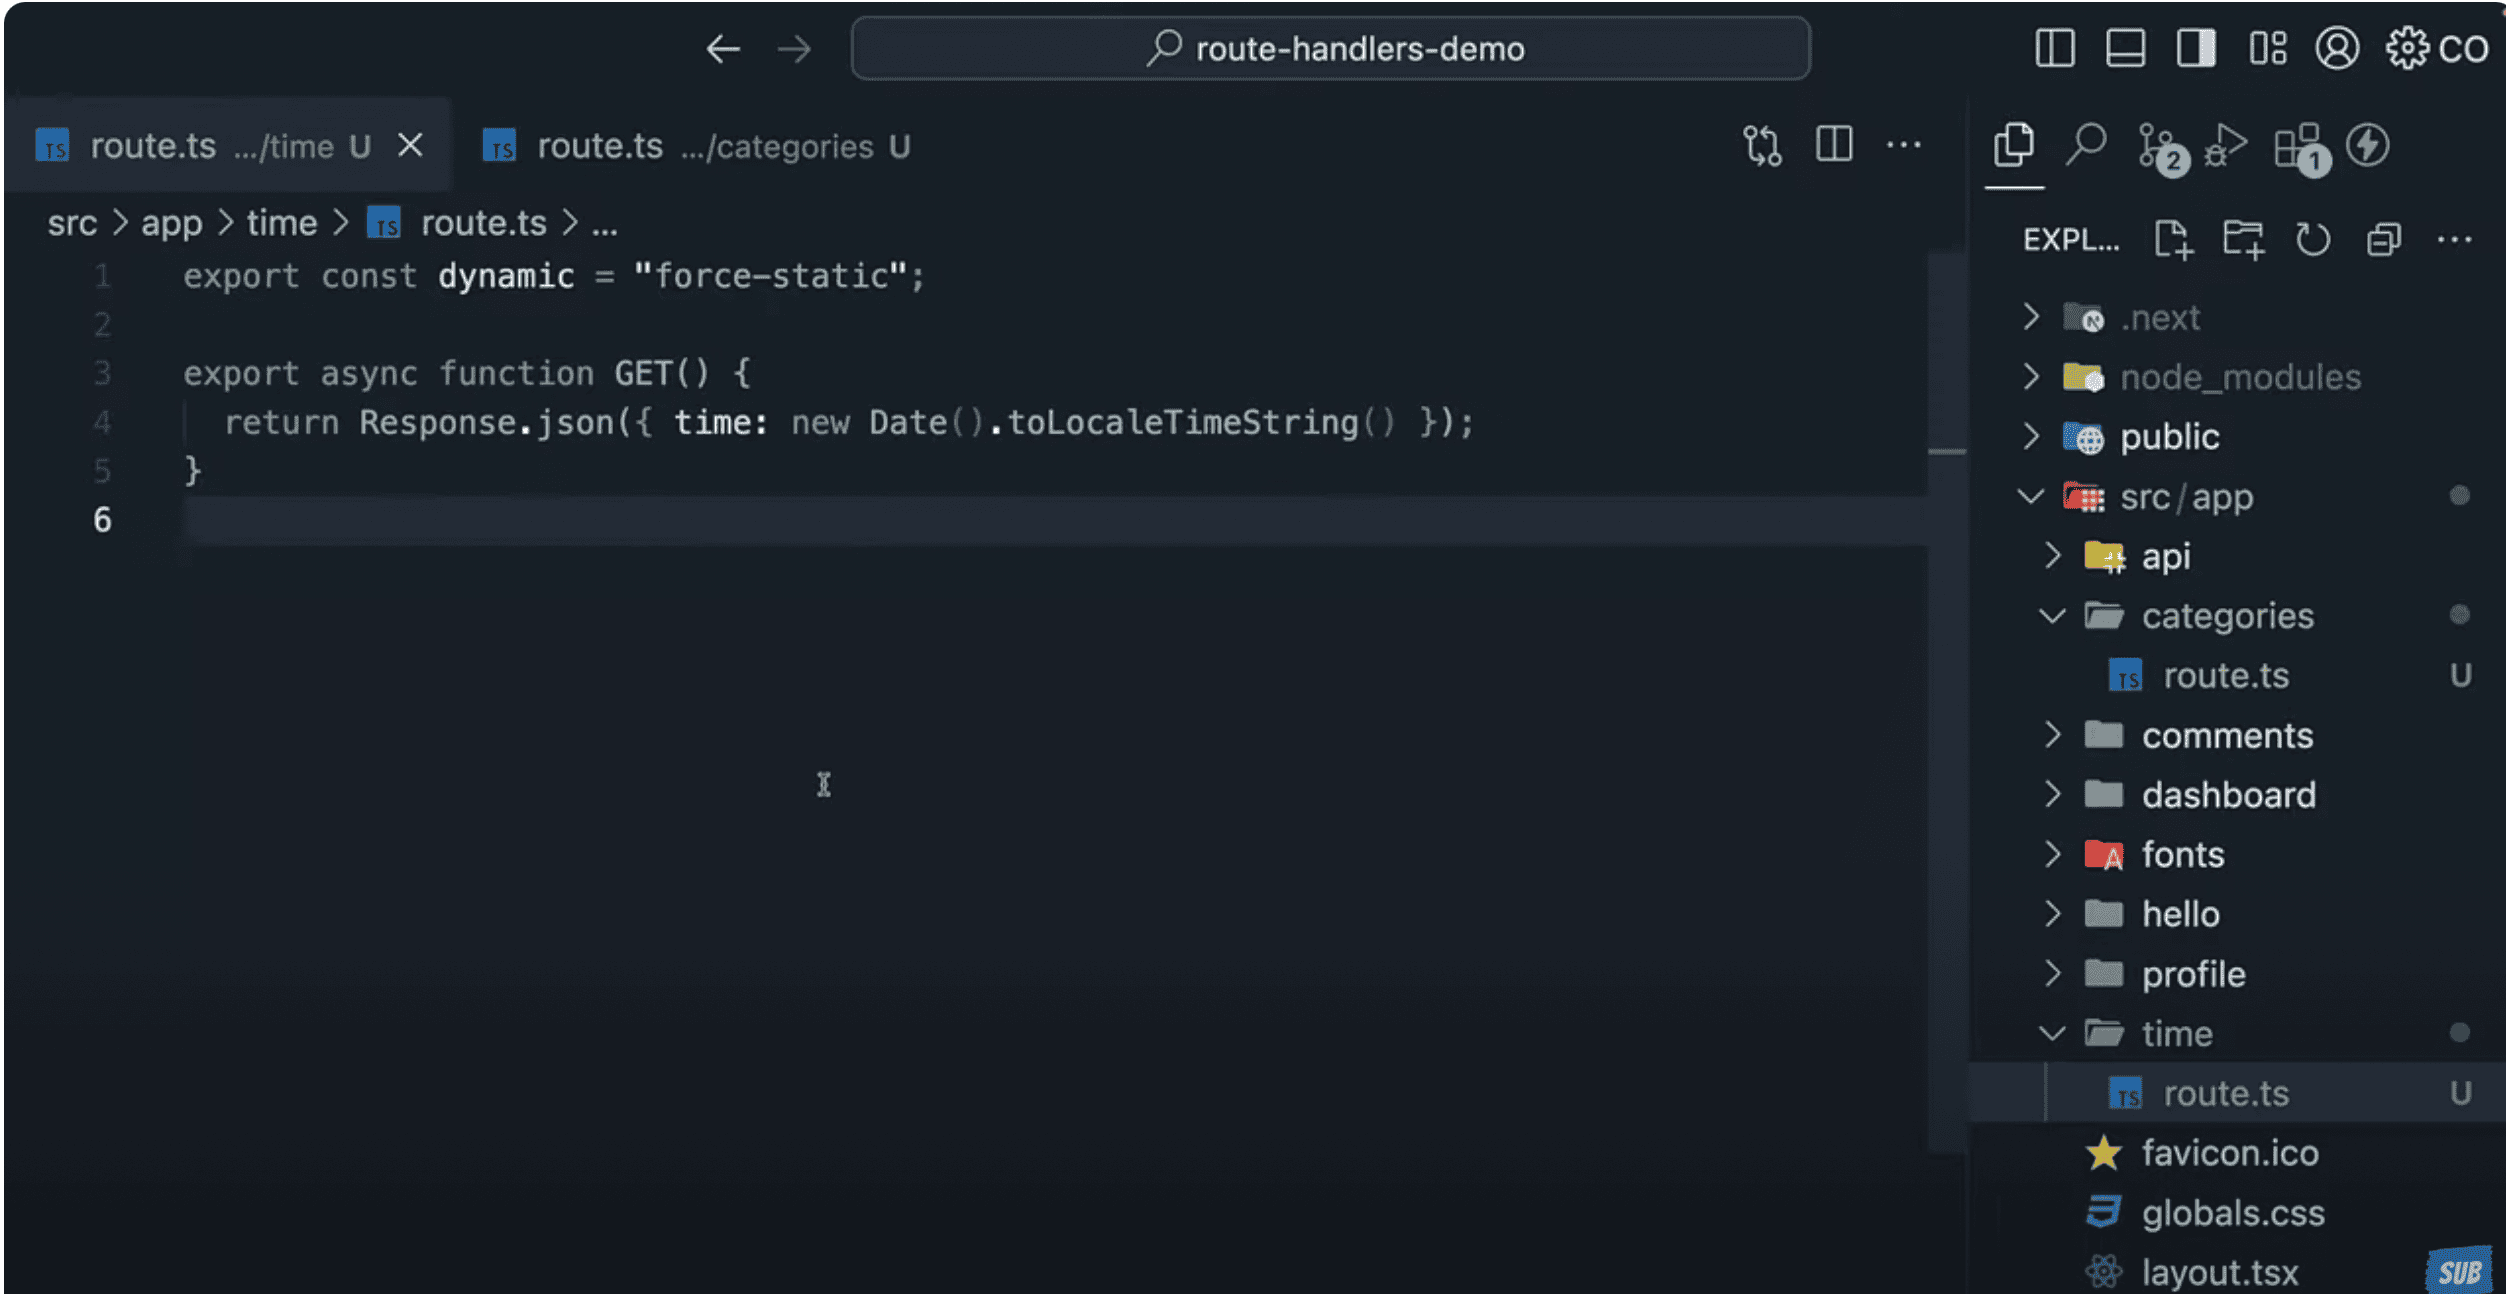 route-handlers-demo
CO
TS route.ts .../time U
TS route.ts .../categories U
2
1
src > app > time > TS route.ts > ...
EXPL...
1 export const dynamic = "force-static";
2
3 export async function GET() {
4 return Response.json({ time: new Date().toLocaleTimeString() });
5 }
6
.next
node_modules
public
src/app
api
categories
TS route.ts U
comments
dashboard
fonts
hello
profile
time
TS route.ts U
favicon.ico
globals.css
layout.tsx
SUB